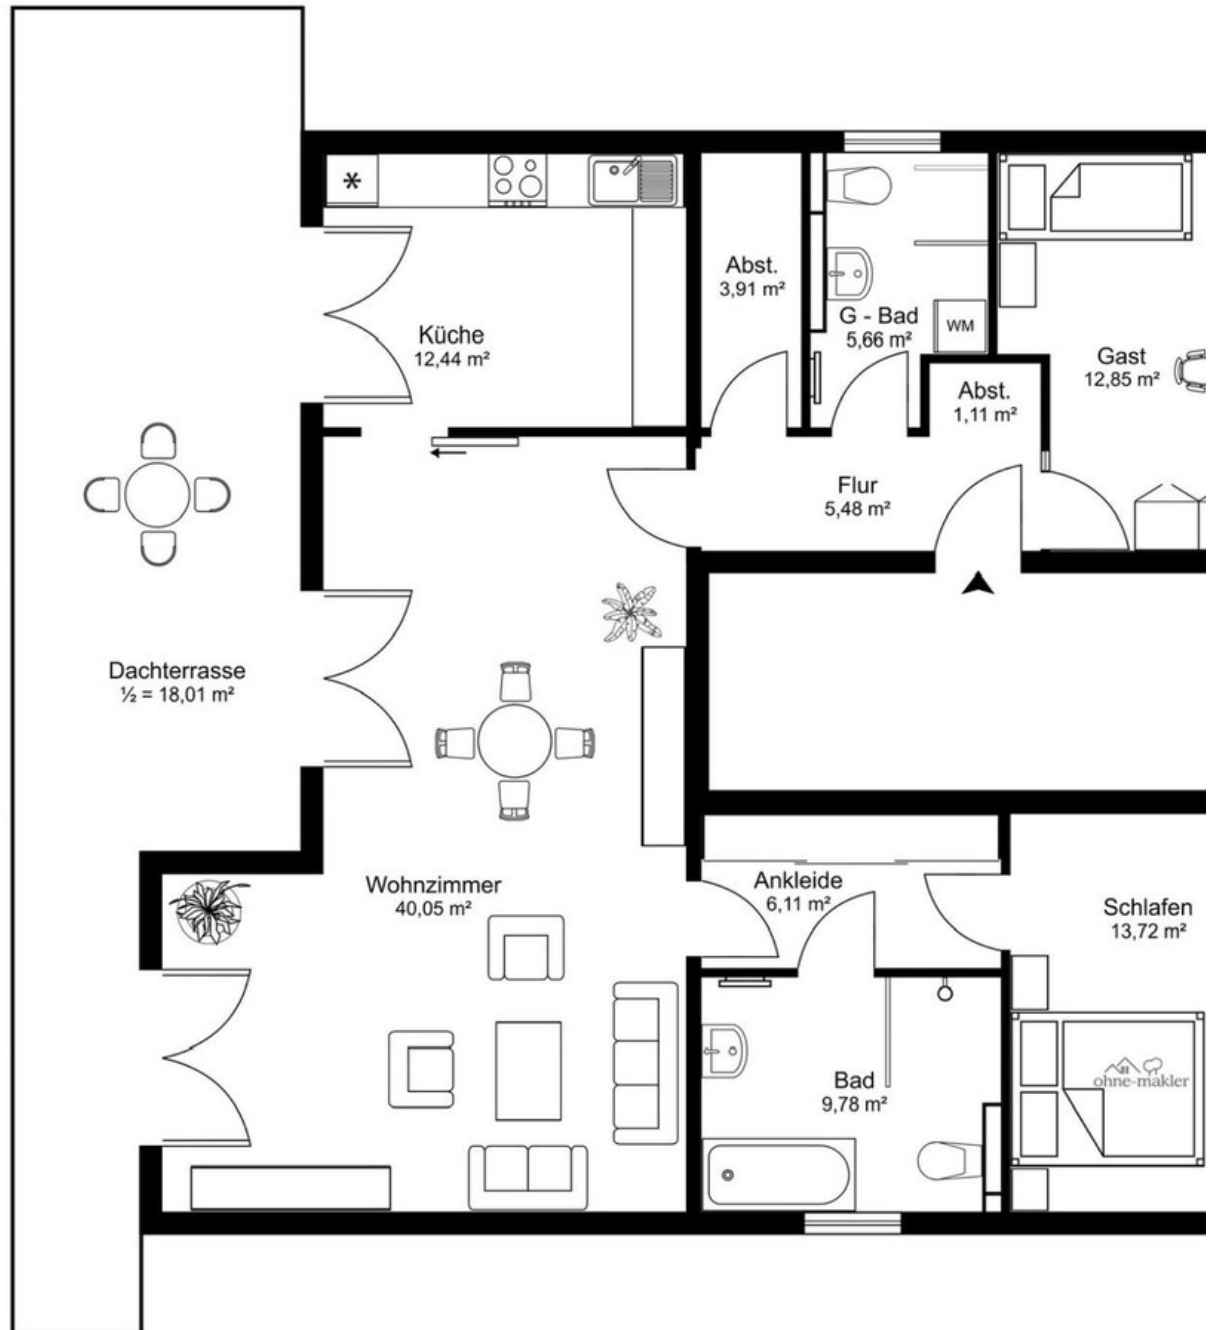 *
Abst.
3,91 m²
G - Bad
5,66 m²
WM
Küche
12,44 m²
Gast
12,85 m²
Abst.
1,11 m²
Flur
5,48 m²
Dachterrasse
½ = 18,01 m²
Wohnzimmer
40,05 m²
Ankleide
6,11 m²
Schlafen
13,72 m²
Bad
9,78 m²
ohne-makler